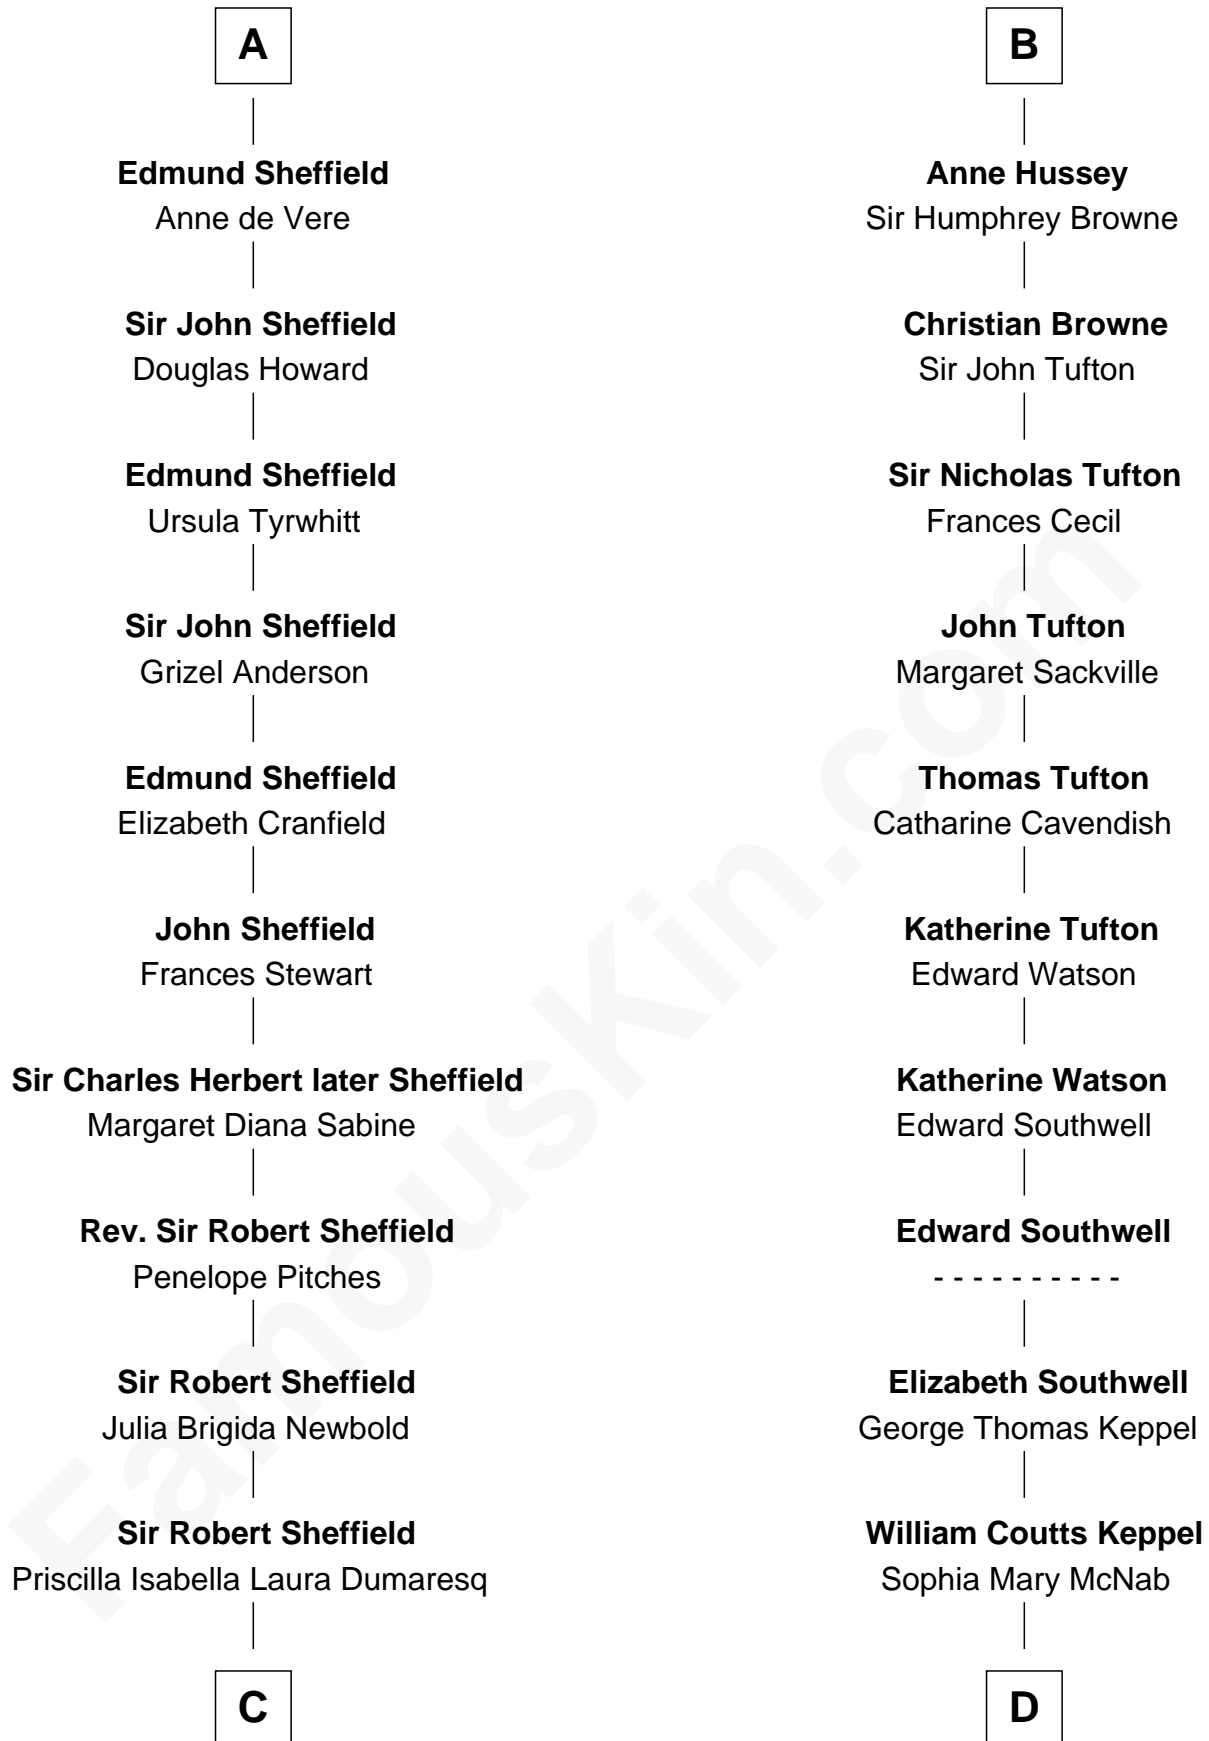 A
Edmund Sheffield
Anne de Vere
Sir John Sheffield
Douglas Howard
Edmund Sheffield
Ursula Tyrwhitt
Sir John Sheffield
Grizel Anderson
Edmund Sheffield
Elizabeth Cranfield
John Sheffield
Frances Stewart
Sir Charles Herbert later Sheffield
Margaret Diana Sabine
Rev. Sir Robert Sheffield
Penelope Pitches
Sir Robert Sheffield
Julia Brigida Newbold
Sir Robert Sheffield
Priscilla Isabella Laura Dumaresq
C
B
Anne Hussey
Sir Humphrey Browne
Christian Browne
Sir John Tufton
Sir Nicholas Tufton
Frances Cecil
John Tufton
Margaret Sackville
Thomas Tufton
Catharine Cavendish
Katherine Tufton
Edward Watson
Katherine Watson
Edward Southwell
Edward Southwell
- - - - - - - - - -
Elizabeth Southwell
George Thomas Keppel
William Coutts Keppel
Sophia Mary McNab
D
FamousKin.com